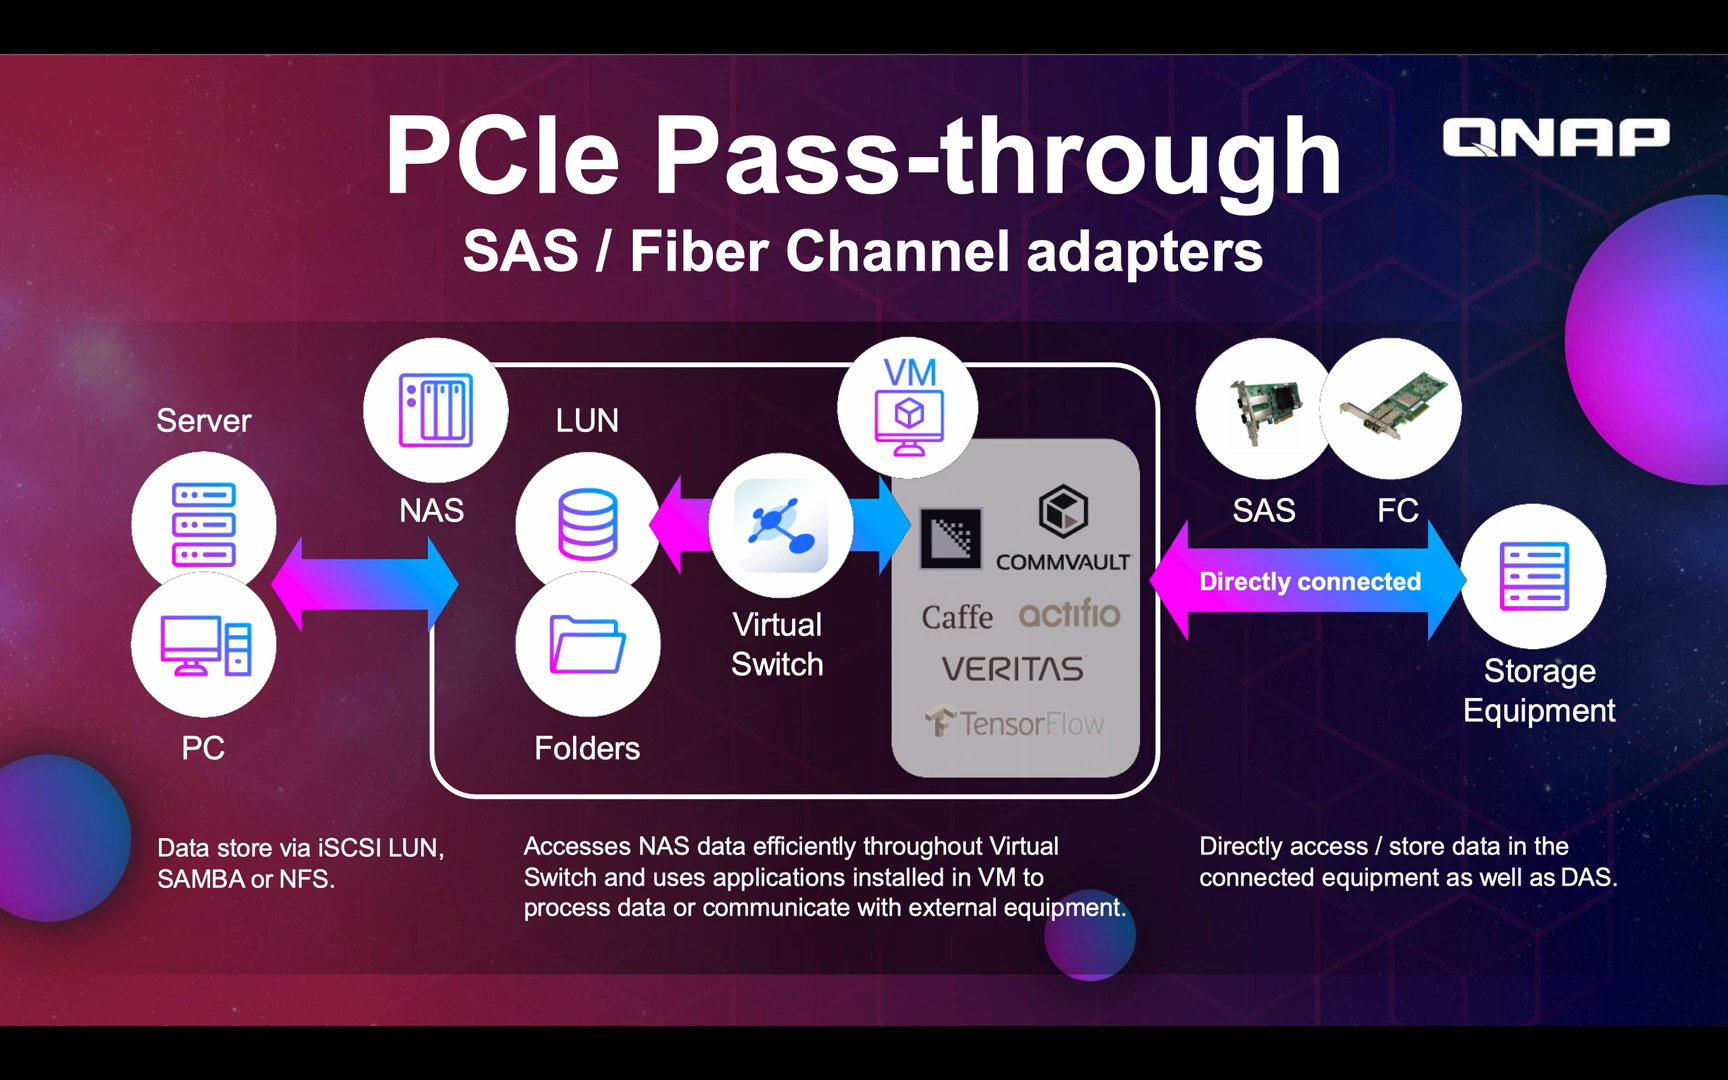 PCIe Pass-through
QNAP
SAS / Fiber Channel adapters
Server
PC
NAS
LUN
Folders
Virtual
Switch
VM
COMMVAULT
Caffe
actifio
VERITAS
TensorFlow
SAS
FC
Directly connected
Storage
Equipment
Data store via iSCSI LUN,
SAMBA or NFS.
Accesses NAS data efficiently throughout Virtual
Switch and uses applications installed in VM to
process data or communicate with external equipment.
Directly access / store data in the
connected equipment as well as DAS.